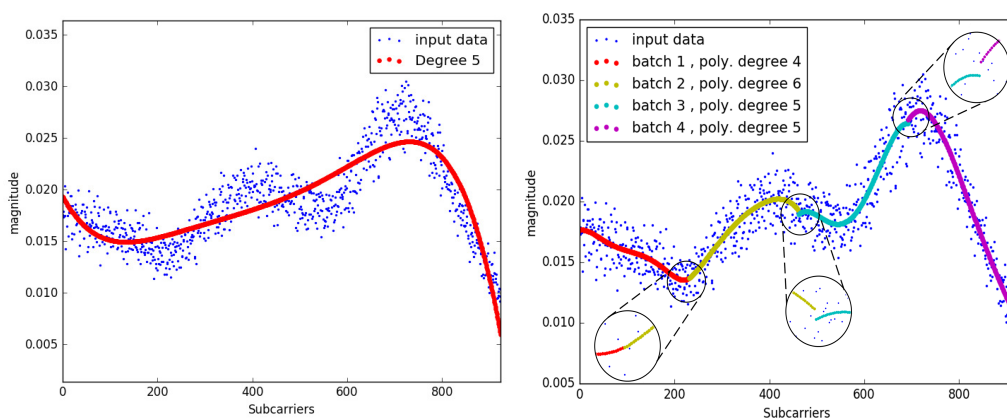 0.035
0.030
0.025
0.020
0.015
0.010
0.005
magnitude
input data
Degree 5
0 200 400 600 800
Subcarriers
0.035
0.030
0.025
0.020
0.015
0.010
0.005
magnitude
input data
batch 1 , poly. degree 4
batch 2 , poly. degree 6
batch 3 , poly. degree 5
batch 4 , poly. degree 5
0 200 400 600 800
Subcarriers